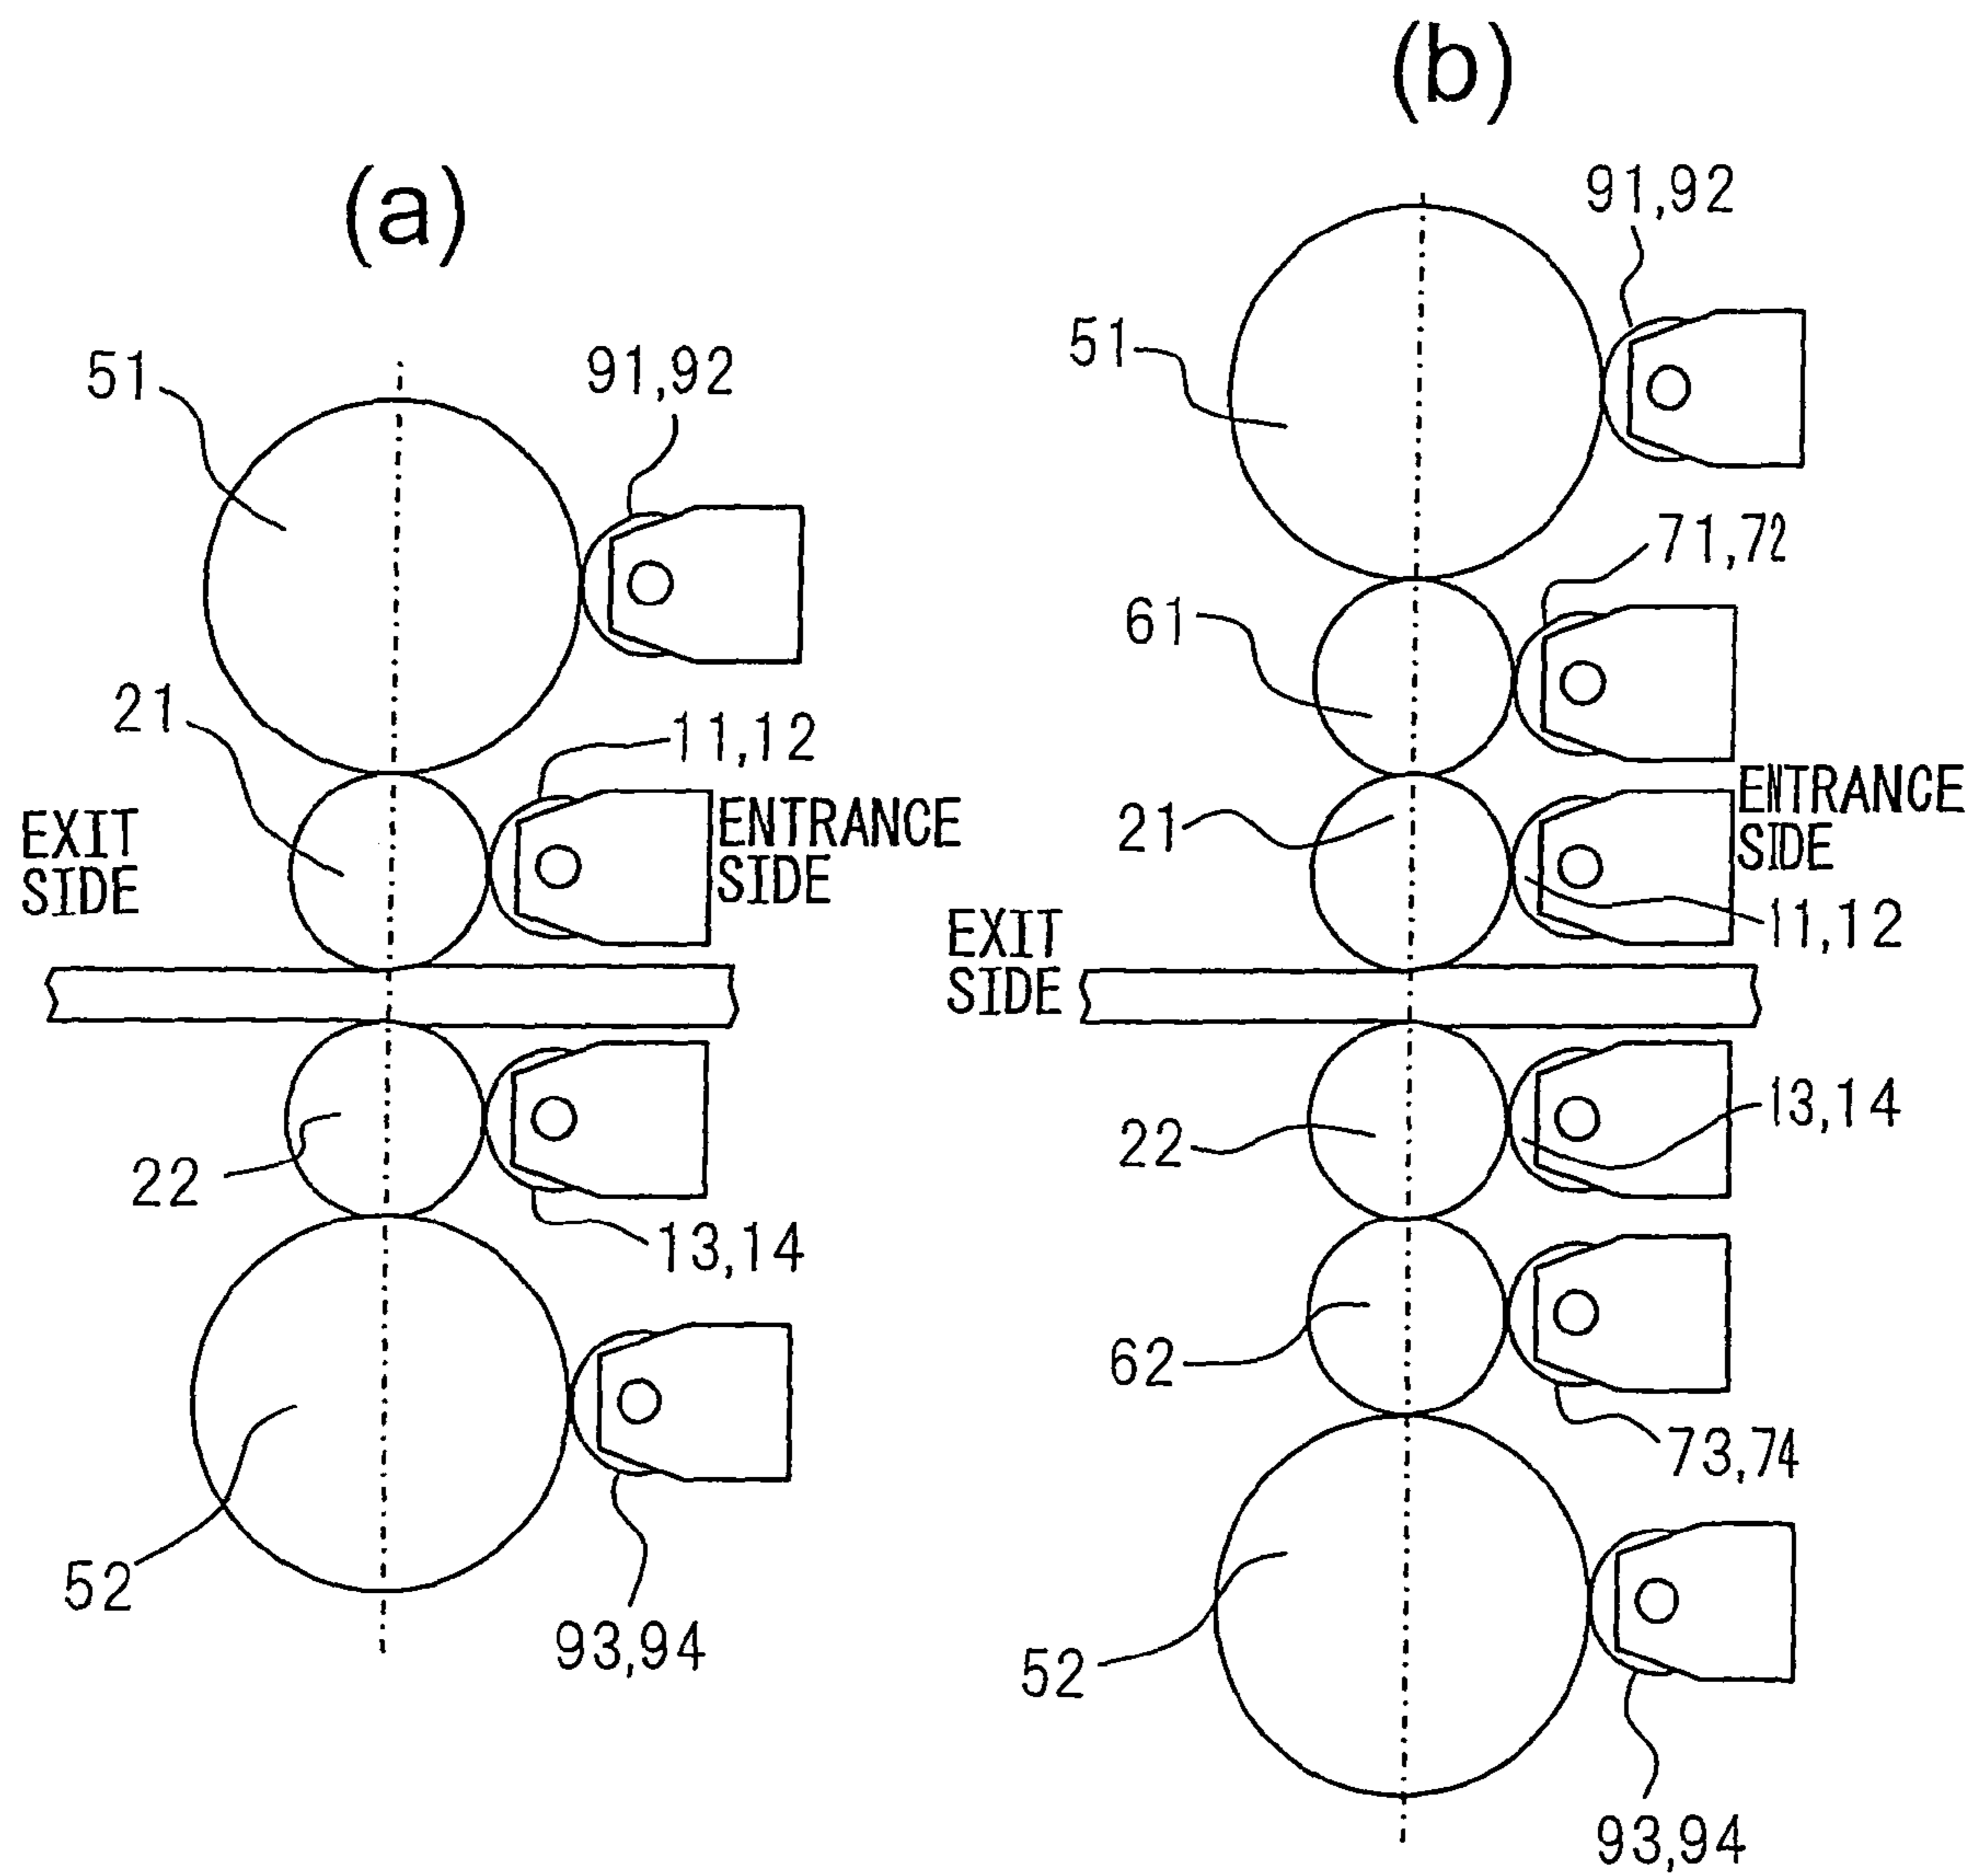 (a)
51
91,92
21
11,12
EXIT
SIDE
ENTRANCE
SIDE
22
13,14
52
93,94
(b)
91,92
51
71,72
61
ENTRANCE
SIDE
21
11,12
EXIT
SIDE
13,14
22
62
73,74
52
93,94